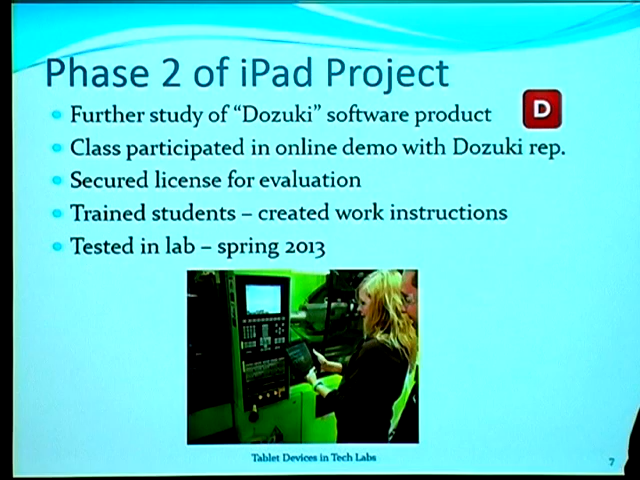 Phase 2 of iPad Project
Further study of “Dozuki” software product
D
Class participated in online demo with Dozuki rep.
Secured license for evaluation
Trained students – created work instructions
Tested in lab – spring 2013
Tablet Devices in Tech Labs
7